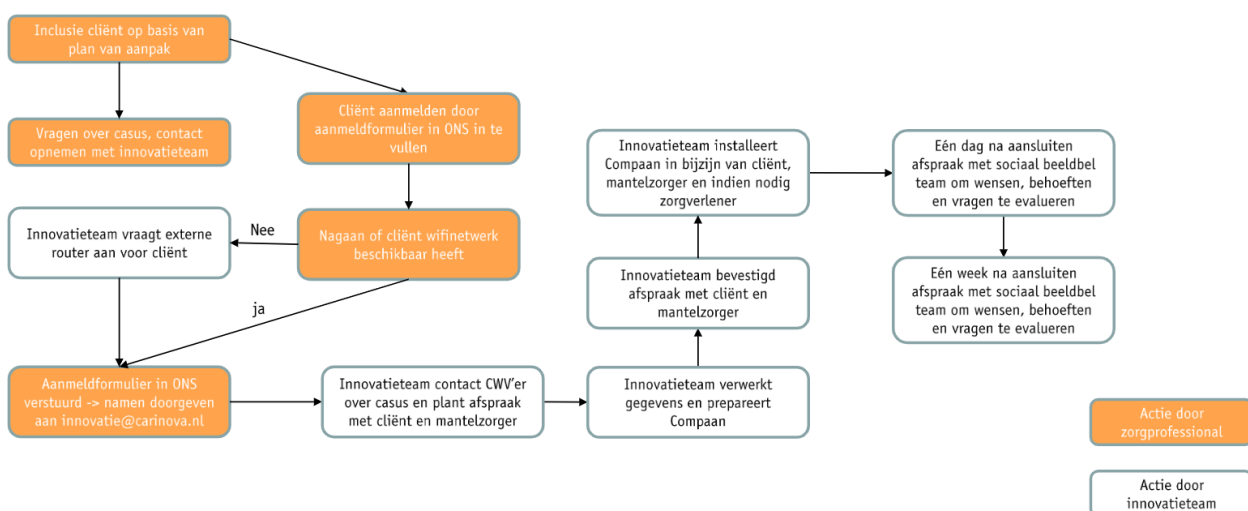 Inclusie cliënt op basis van
plan van aanpak
Vragen over casus, contact
opnemen met innovatieteam
Cliënt aanmelden door
aanmeldformulier in ONS in te
vullen
Nagaan of cliënt wifinetwerk
beschikbaar heeft
Nee
Innovatieteam vraagt externe
router aan voor cliënt
ja
Aanmeldformulier in ONS
verstuurd -> namen doorgeven
aan innovatie@carinova.nl
Innovatieteam contact CWV'er
over casus en plant afspraak
met cliënt en mantelzorger
Innovatieteam verwerkt
gegevens en prepareert
Compaan
Innovatieteam bevestigd
afspraak met cliënt en
mantelzorger
Innovatieteam installeert
Compaan in bijzijn van cliënt,
mantelzorger en indien nodig
zorgverlener
Eén dag na aansluiten
afspraak met sociaal beeldbel
team om wensen, behoeften
en vragen te evalueren
Eén week na aansluiten
afspraak met sociaal beeldbel
team om wensen, behoeften
en vragen te evalueren
Actie door
zorgprofessional
Actie door
innovatieteam